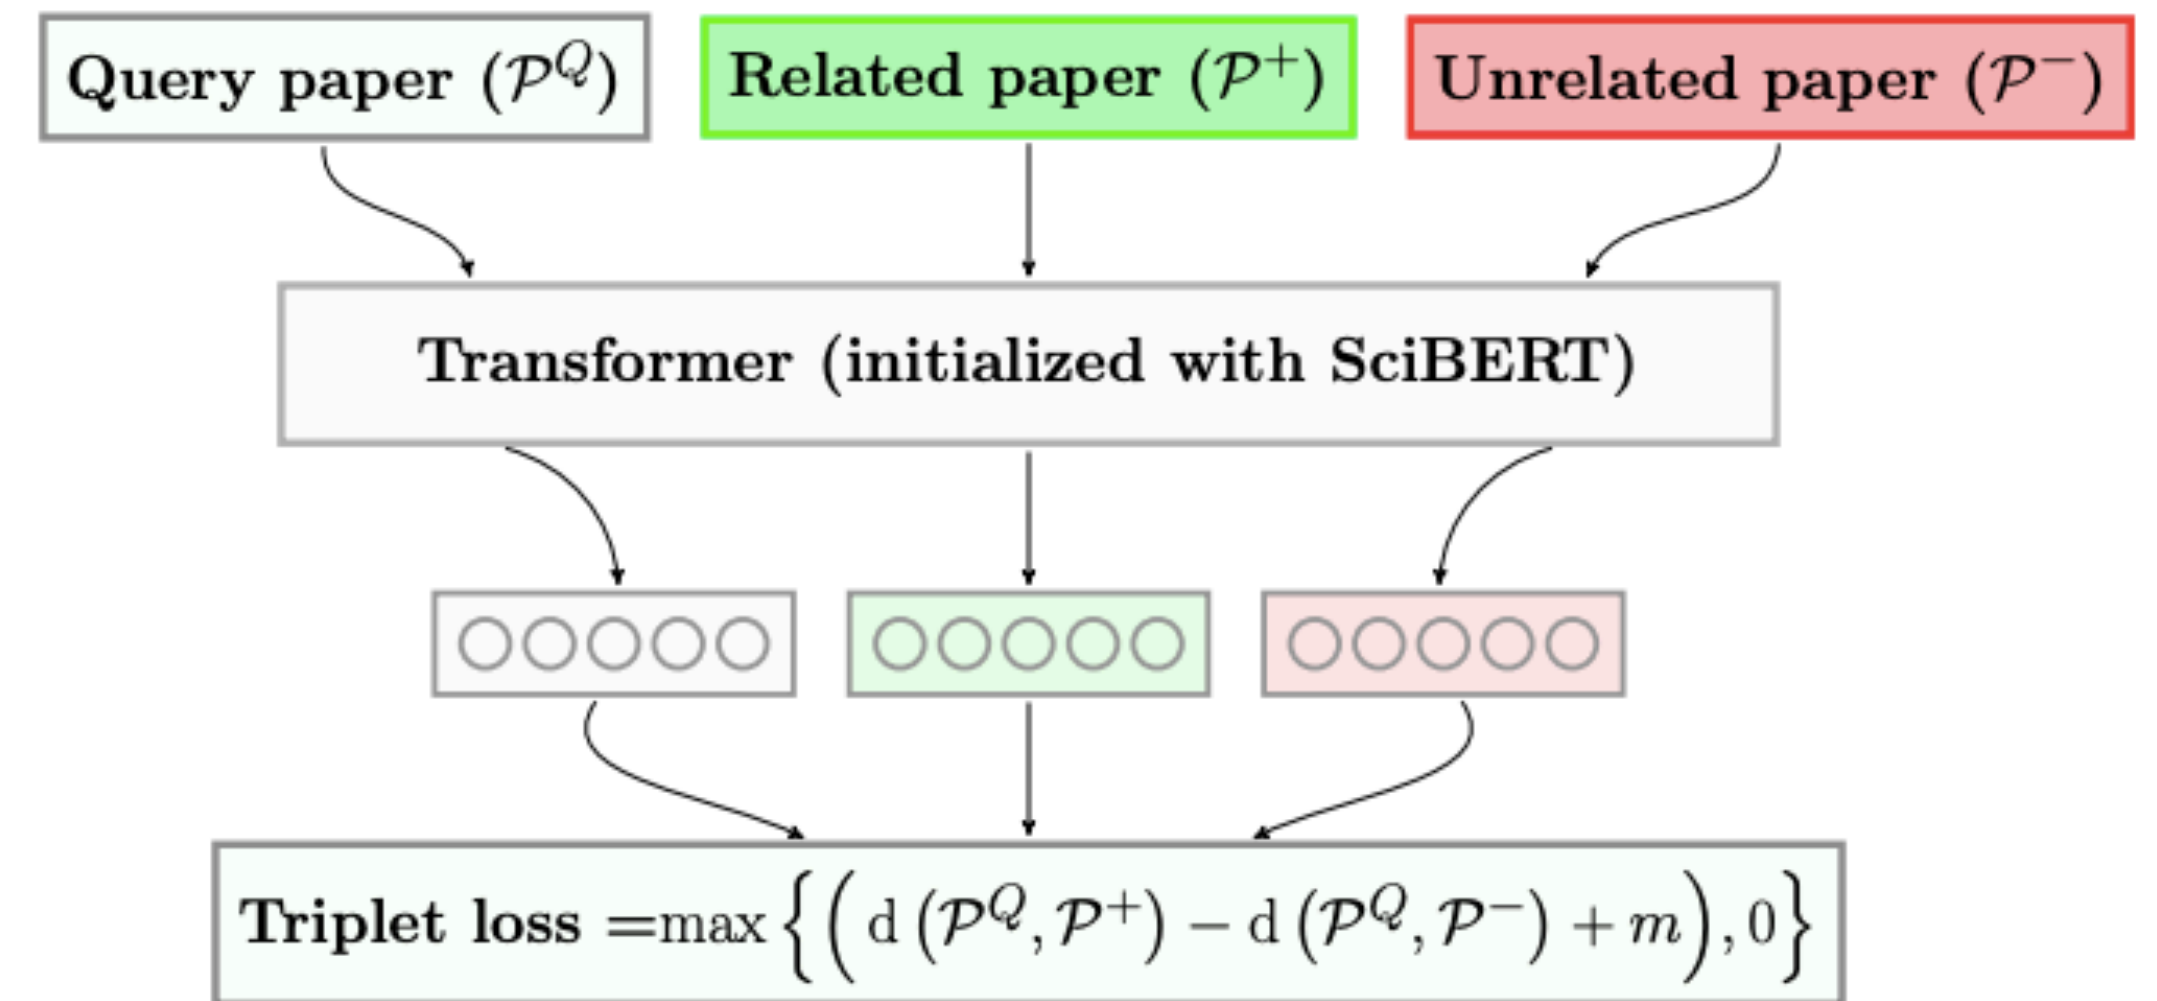 Query paper (𝒫^Q)
Related paper (𝒫^+)
Unrelated paper (𝒫^−)
Transformer (initialized with SciBERT)
Triplet loss =max{(d(𝒫^Q, 𝒫^+) − d(𝒫^Q, 𝒫^−) + m), 0}